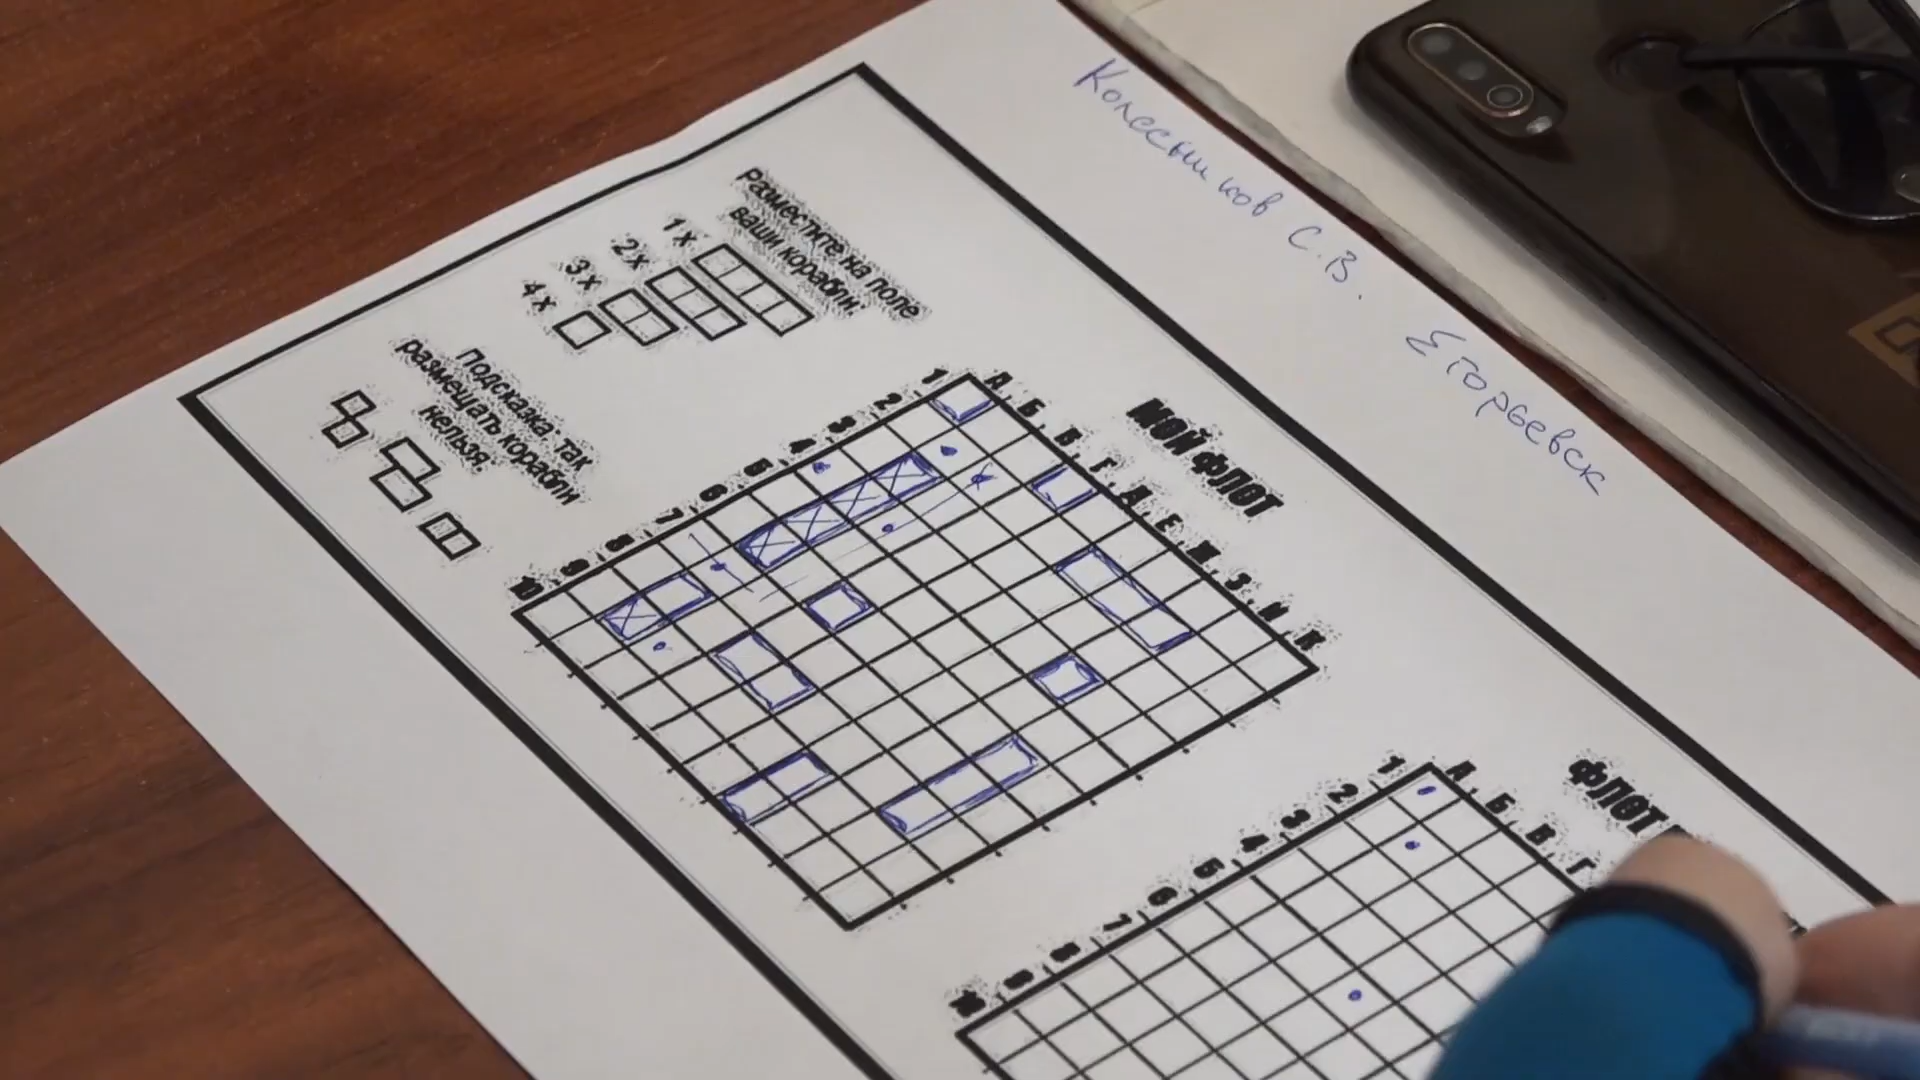 Колесников С.В. Егорьевск
Разместите на поле
ваши корабли:
1 x
2 x
3 x
4 x
Подсказка: так
размещать корабли
нельзя.
МОЙ ФЛОТ
А Б В Г Д Е Ж З И К
1
2
3
4
5
6
7
8
9
10
ФЛОТ
А Б В Г
1
2
3
4
5
6
7
8
9
10